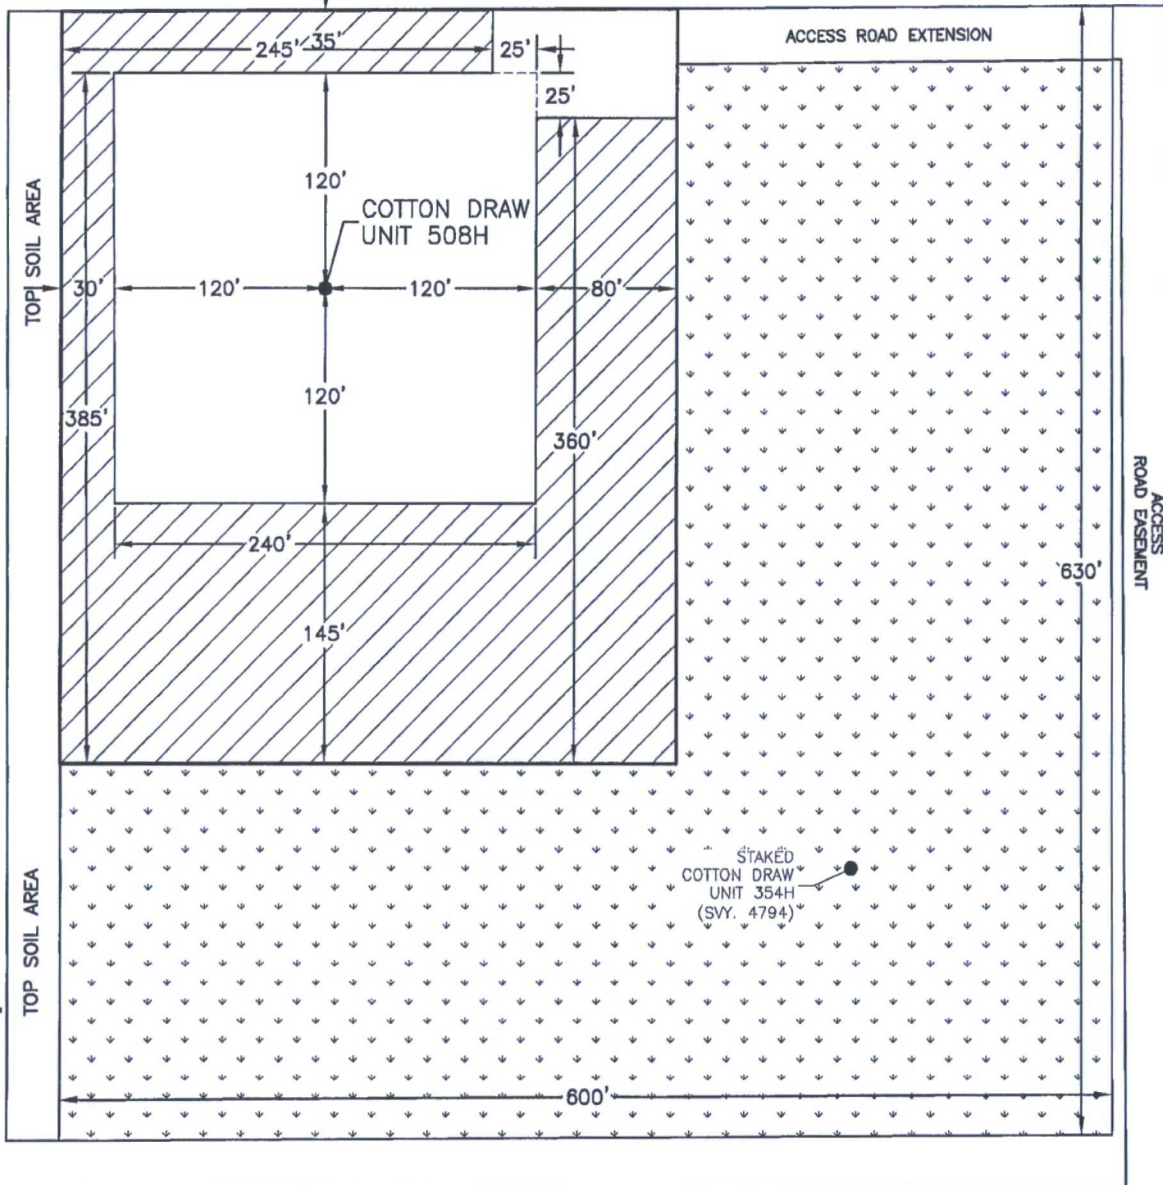 ACCESS ROAD EXTENSION
35'
245'
25'
25'
120'
TOP SOIL AREA
COTTON DRAW
UNIT 508H
30'
120'
120'
80'
120'
385'
360'
ACCESS
ROAD EASEMENT
240'
630'
145'
STAKED
COTTON DRAW
UNIT 354H
(SVY. 4794)
TOP SOIL AREA
600'